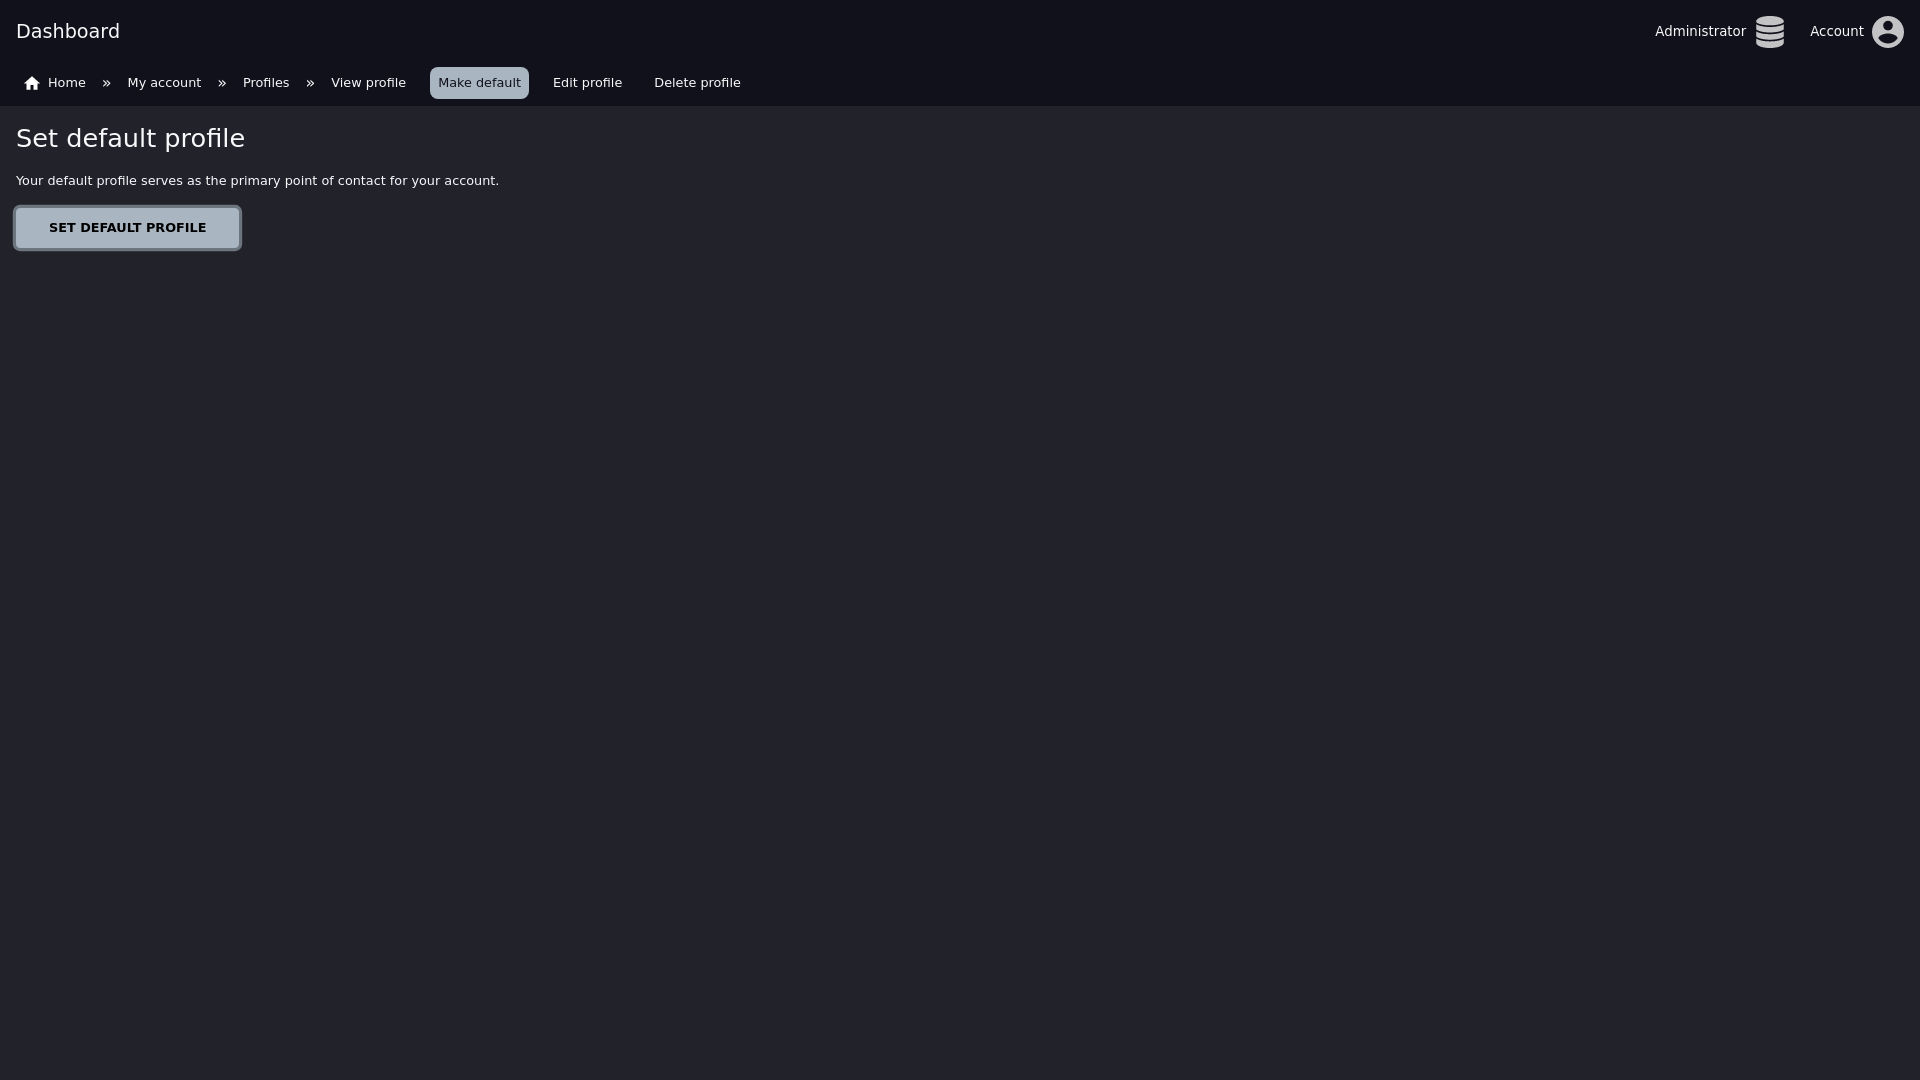 Dashboard
Administrator
Account
Home » My account » Profiles » View profile Make default Edit profile Delete profile
Set default profile
Your default profile serves as the primary point of contact for your account.
SET DEFAULT PROFILE